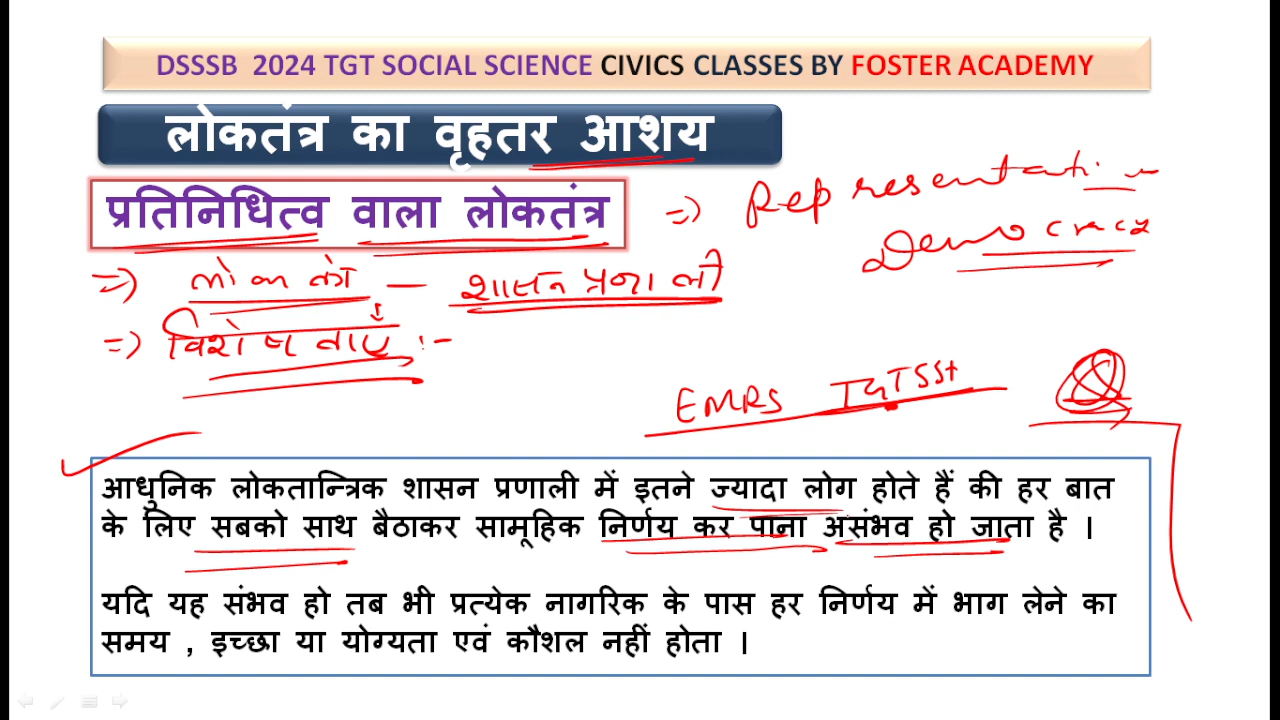 DSSSB 2024 TGT SOCIAL SCIENCE CIVICS CLASSES BY FOSTER ACADEMY
लोकतंत्र का वृहतर आशय
प्रतिनिधित्व वाला लोकतंत्र
=) Representation
Democracy
=) लोकतंत्र — शासन प्रणाली
=) विशेषताएं :-
EMRS TGTSSt
आधुनिक लोकतान्त्रिक शासन प्रणाली में इतने ज्यादा लोग होते हैं की हर बात
के लिए सबको साथ बैठाकर सामूहिक निर्णय कर पाना असंभव हो जाता है ।
यदि यह संभव हो तब भी प्रत्येक नागरिक के पास हर निर्णय में भाग लेने का
समय , इच्छा या योग्यता एवं कौशल नहीं होता ।